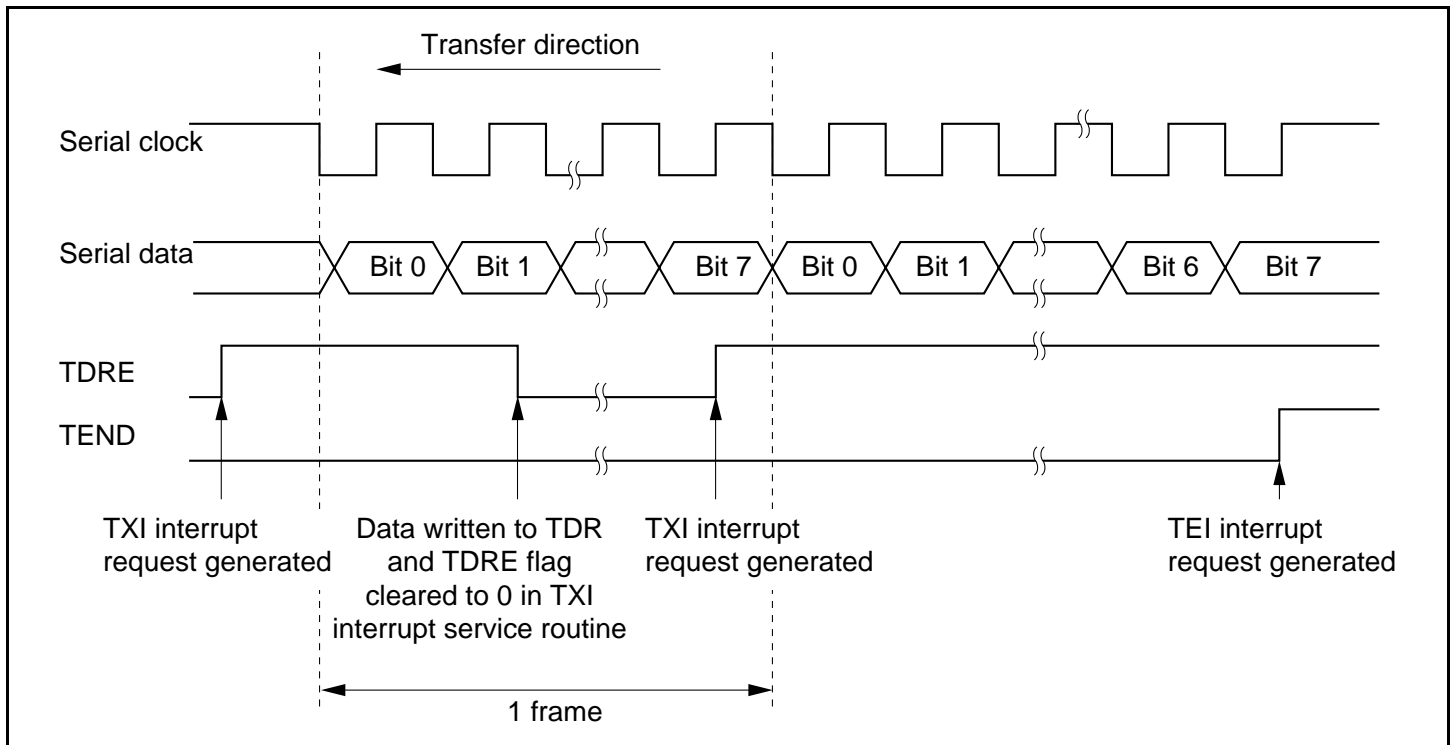 Transfer direction
Serial clock
Serial data
Bit 0
Bit 1
Bit 7
Bit 0
Bit 1
Bit 6
Bit 7
TDRE
TEND
TXI interrupt
request generated
Data written to TDR
and TDRE flag
cleared to 0 in TXI
interrupt service routine
TXI interrupt
request generated
TEI interrupt
request generated
1 frame